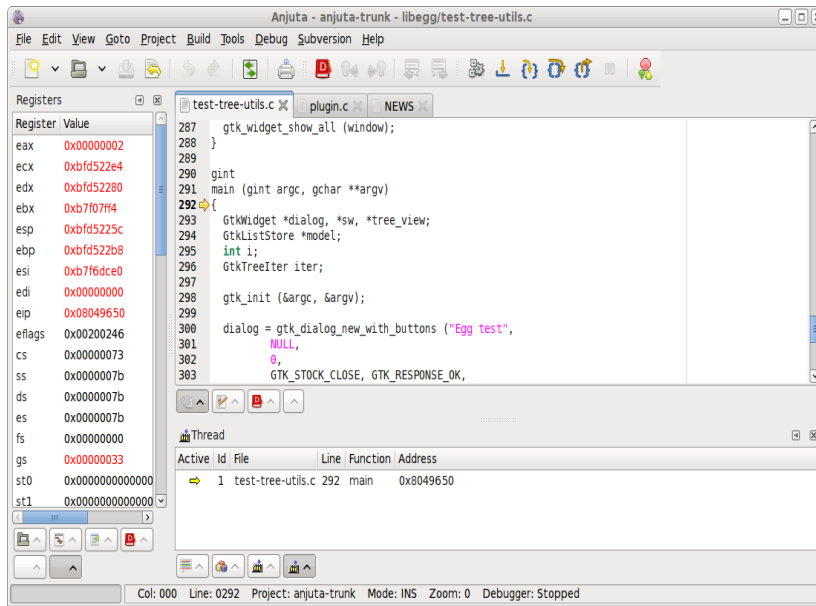 Anjuta - anjuta-trunk - libegg/test-tree-utils.c
File Edit View Goto Project Build Tools Debug Subversion Help
Registers
Register Value
eax 0x00000002
ecx 0xbfd522e4
edx 0xbfd52280
ebx 0xb7f07ff4
esp 0xbfd5225c
ebp 0xbfd522b8
esi 0xb7f6dce0
edi 0x00000000
eip 0x08049650
eflags 0x00200246
cs 0x00000073
ss 0x0000007b
ds 0x0000007b
es 0x0000007b
fs 0x00000000
gs 0x00000033
st0 0x0000000000000
st1 0x0000000000000
test-tree-utils.c plugin.c NEWS
287 gtk_widget_show_all (window);
288 }
289
290 gint
291 main (gint argc, gchar **argv)
292 {
293 GtkWidget *dialog, *sw, *tree_view;
294 GtkListStore *model;
295 int i;
296 GtkTreeIter iter;
297
298 gtk_init (&argc, &argv);
299
300 dialog = gtk_dialog_new_with_buttons ("Egg test",
301 NULL,
302 0,
303 GTK_STOCK_CLOSE, GTK_RESPONSE_OK,
Thread
Active Id File Line Function Address
1 test-tree-utils.c 292 main 0x8049650
Col: 000 Line: 0292 Project: anjuta-trunk Mode: INS Zoom: 0 Debugger: Stopped